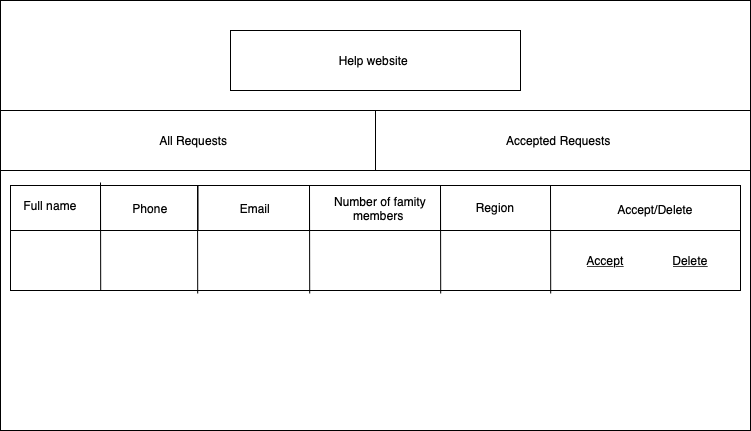 Help website
All Requests
Accepted Requests
Full name
Phone
Email
Number of famity
members
Region
Accept/Delete
Accept
Delete